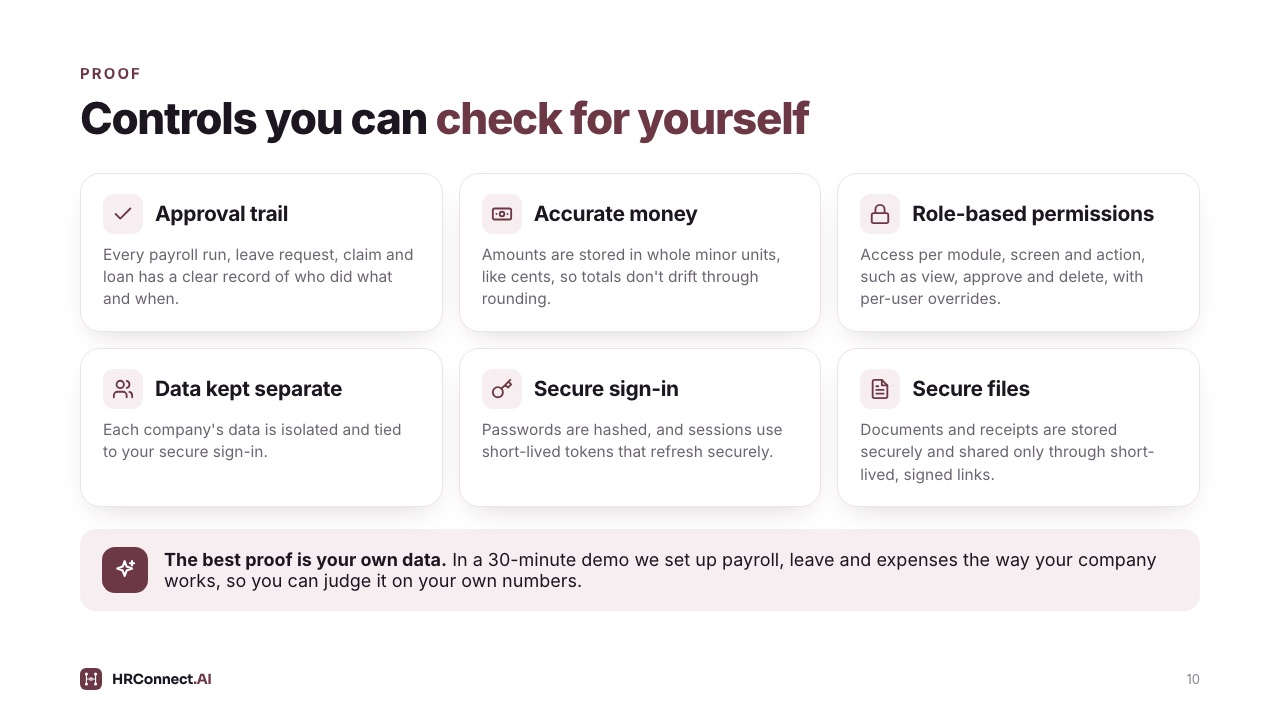 PROOF
Controls you can check for yourself
Approval trail
Every payroll run, leave request, claim and
loan has a clear record of who did what
and when.
Accurate money
Amounts are stored in whole minor units,
like cents, so totals don't drift through
rounding.
Role-based permissions
Access per module, screen and action,
such as view, approve and delete, with
per-user overrides.
Data kept separate
Each company's data is isolated and tied
to your secure sign-in.
Secure sign-in
Passwords are hashed, and sessions use
short-lived tokens that refresh securely.
Secure files
Documents and receipts are stored
securely and shared only through short-
lived, signed links.
The best proof is your own data. In a 30-minute demo we set up payroll, leave and expenses the way your company
works, so you can judge it on your own numbers.
HRConnect.AI
10